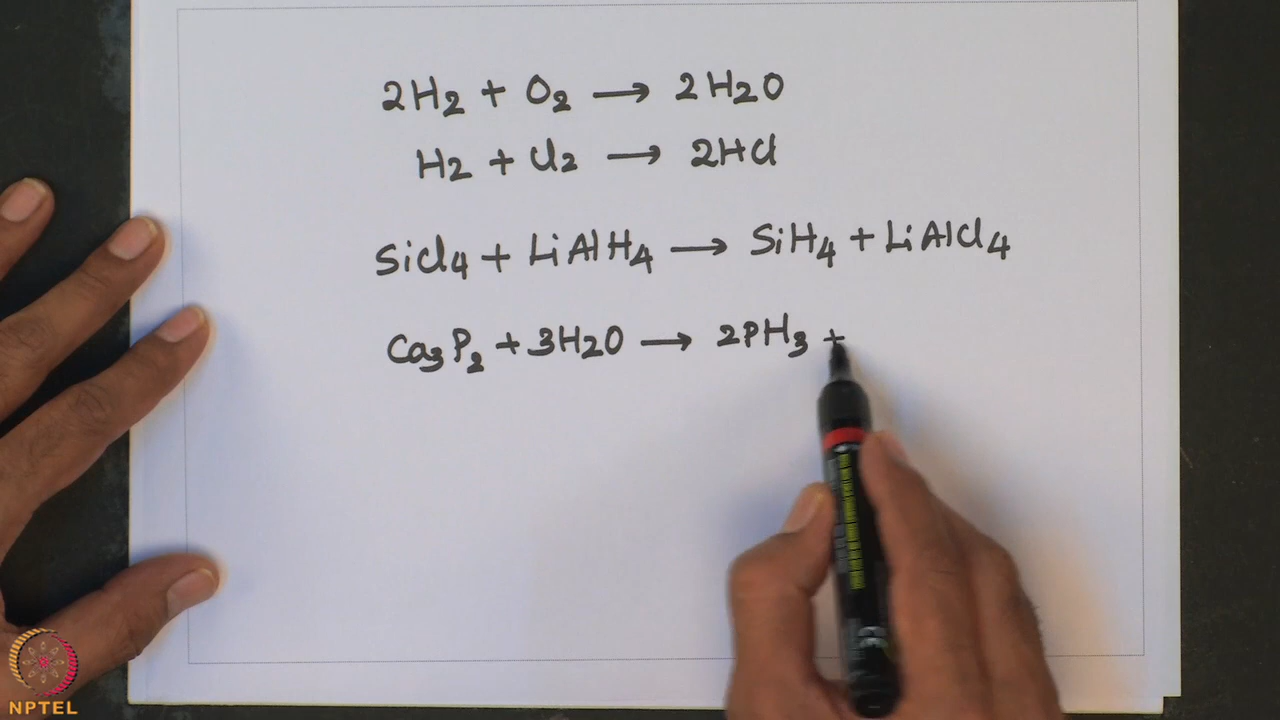 2H₂ + O₂ → 2H₂O
H₂ + Cl₂ → 2HCl
SiCl₄ + LiAlH₄ → SiH₄ + LiAlCl₄
Ca₃P₂ + 3H₂O → 2PH₃ +
NPTEL